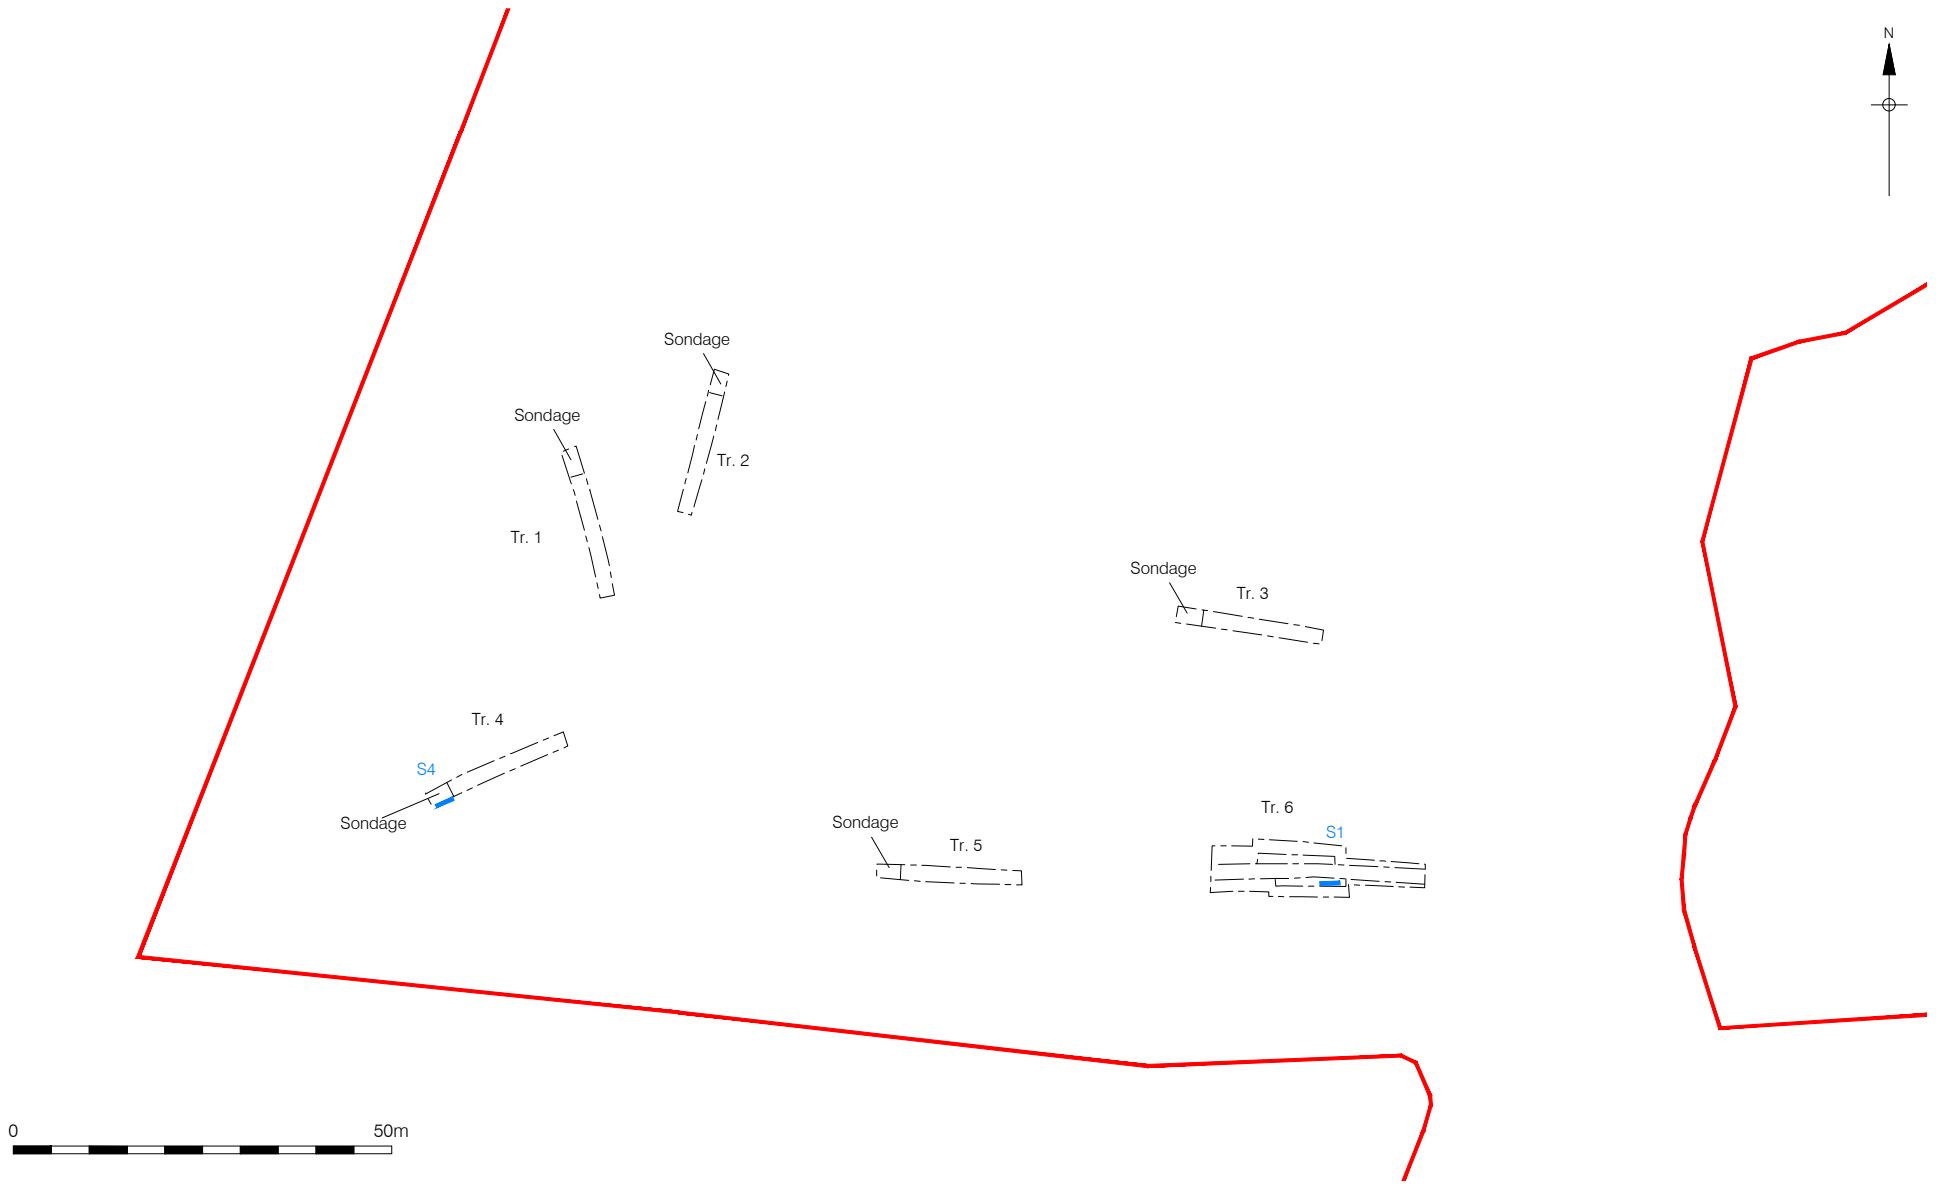 N
Sondage
Sondage
Tr. 2
Tr. 1
Sondage
Tr. 3
Tr. 4
S4
Sondage
Tr. 6
Sondage
S1
Tr. 5
0
50m